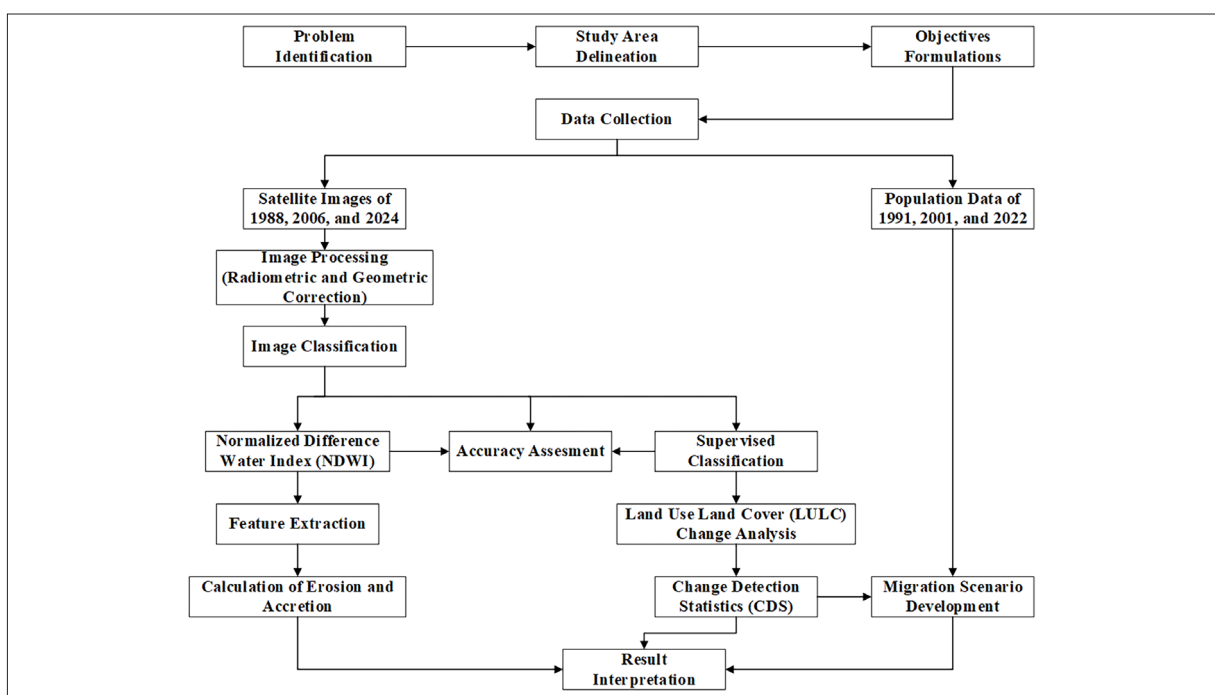 Problem
Identification
Study Area
Delineation
Objectives
Formulations
Data Collection
Satellite Images of
1988, 2006, and 2024
Population Data of
1991, 2001, and 2022
Image Processing
(Radiometric and Geometric
Correction)
Image Classification
Normalized Difference
Water Index (NDWI)
Accuracy Assesment
Supervised
Classification
Feature Extraction
Land Use Land Cover (LULC)
Change Analysis
Calculation of Erosion and
Accretion
Change Detection
Statistics (CDS)
Migration Scenario
Development
Result
Interpretation